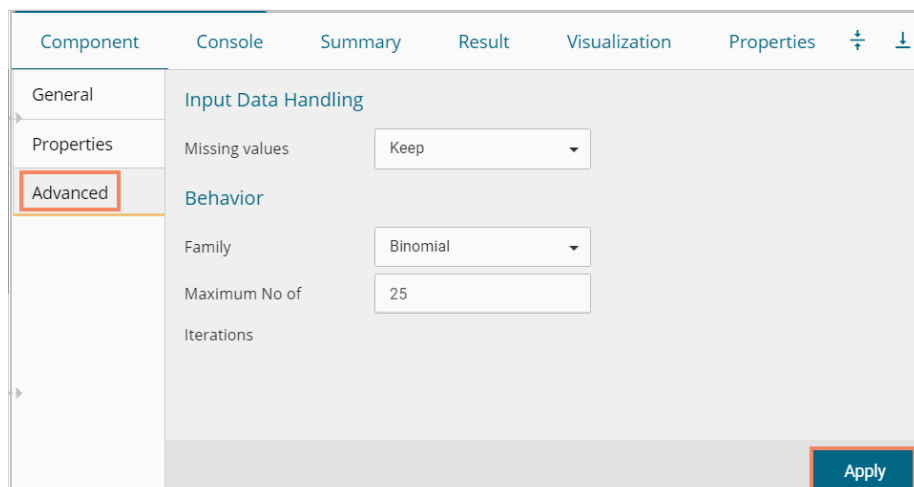 Component Console Summary Result Visualization Properties
General
Properties
Advanced
Input Data Handling
Missing values Keep
Behavior
Family Binomial
Maximum No of 25
Iterations
Apply